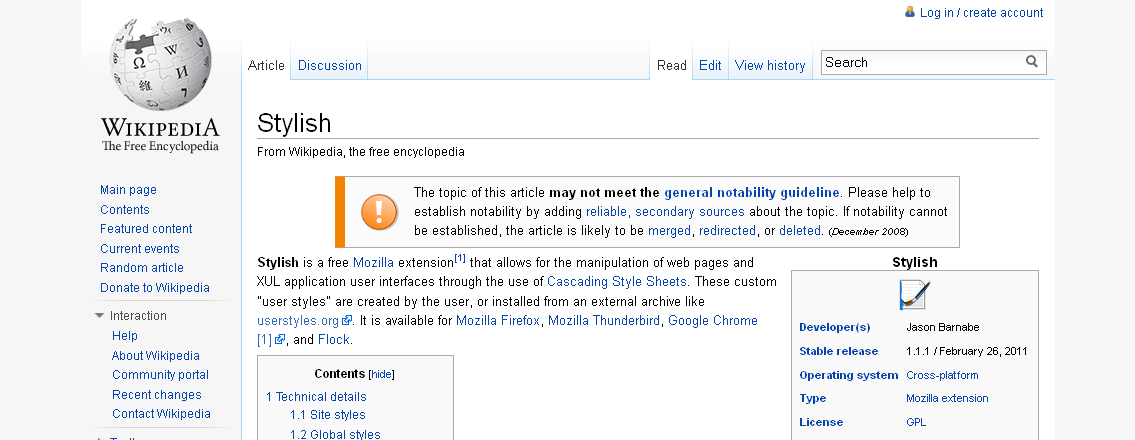 Log in / create account
Article Discussion Read Edit View history Search
WIKIPEDIA
The Free Encyclopedia
Main page
Contents
Featured content
Current events
Random article
Donate to Wikipedia
Interaction
Help
About Wikipedia
Community portal
Recent changes
Contact Wikipedia
Stylish
From Wikipedia, the free encyclopedia
The topic of this article may not meet the general notability guideline. Please help to
establish notability by adding reliable, secondary sources about the topic. If notability cannot
be established, the article is likely to be merged, redirected, or deleted. (December 2008)
Stylish is a free Mozilla extension[1] that allows for the manipulation of web pages and
XUL application user interfaces through the use of Cascading Style Sheets. These custom
"user styles" are created by the user, or installed from an external archive like
userstyles.org. It is available for Mozilla Firefox, Mozilla Thunderbird, Google Chrome
[1], and Flock.
Contents [hide]
1 Technical details
1.1 Site styles
1.2 Global styles
Stylish
Developer(s) Jason Barnabe
Stable release 1.1.1 / February 26, 2011
Operating system Cross-platform
Type Mozilla extension
License GPL